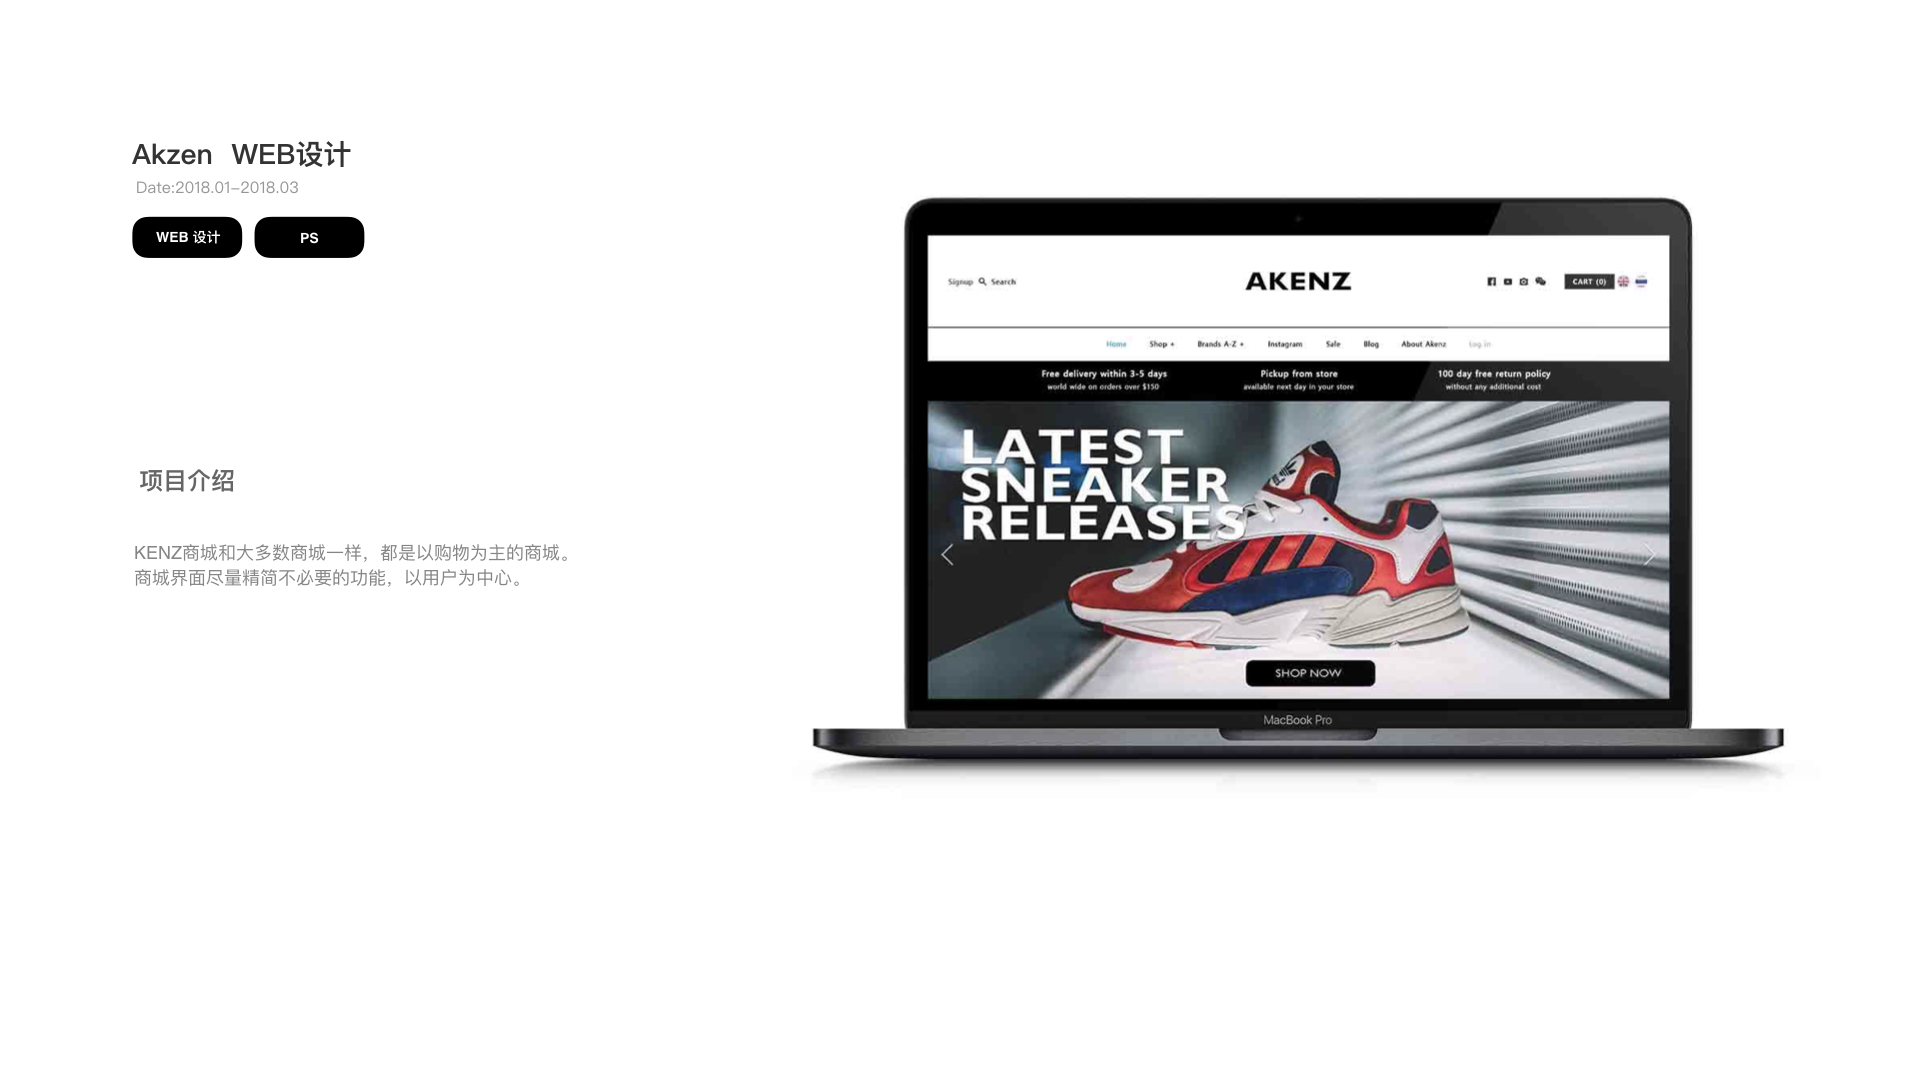 Akzen WEB设计
Date:2018.01-2018.03
WEB 设计
PS
项目介绍
KENZ商城和大多数商城一样，都是以购物为主的商城。
商城界面尽量精简不必要的功能，以用户为中心。
Signup Search
AKENZ
CART (0)
Home Shop + Brands A-Z + Instagram Sale Blog About Akenz Log in
Free delivery within 3-5 days
world wide on orders over $150
Pickup from store
available next day in your store
100 day free return policy
without any additional cost
LATEST
SNEAKER
RELEASES
SHOP NOW
MacBook Pro